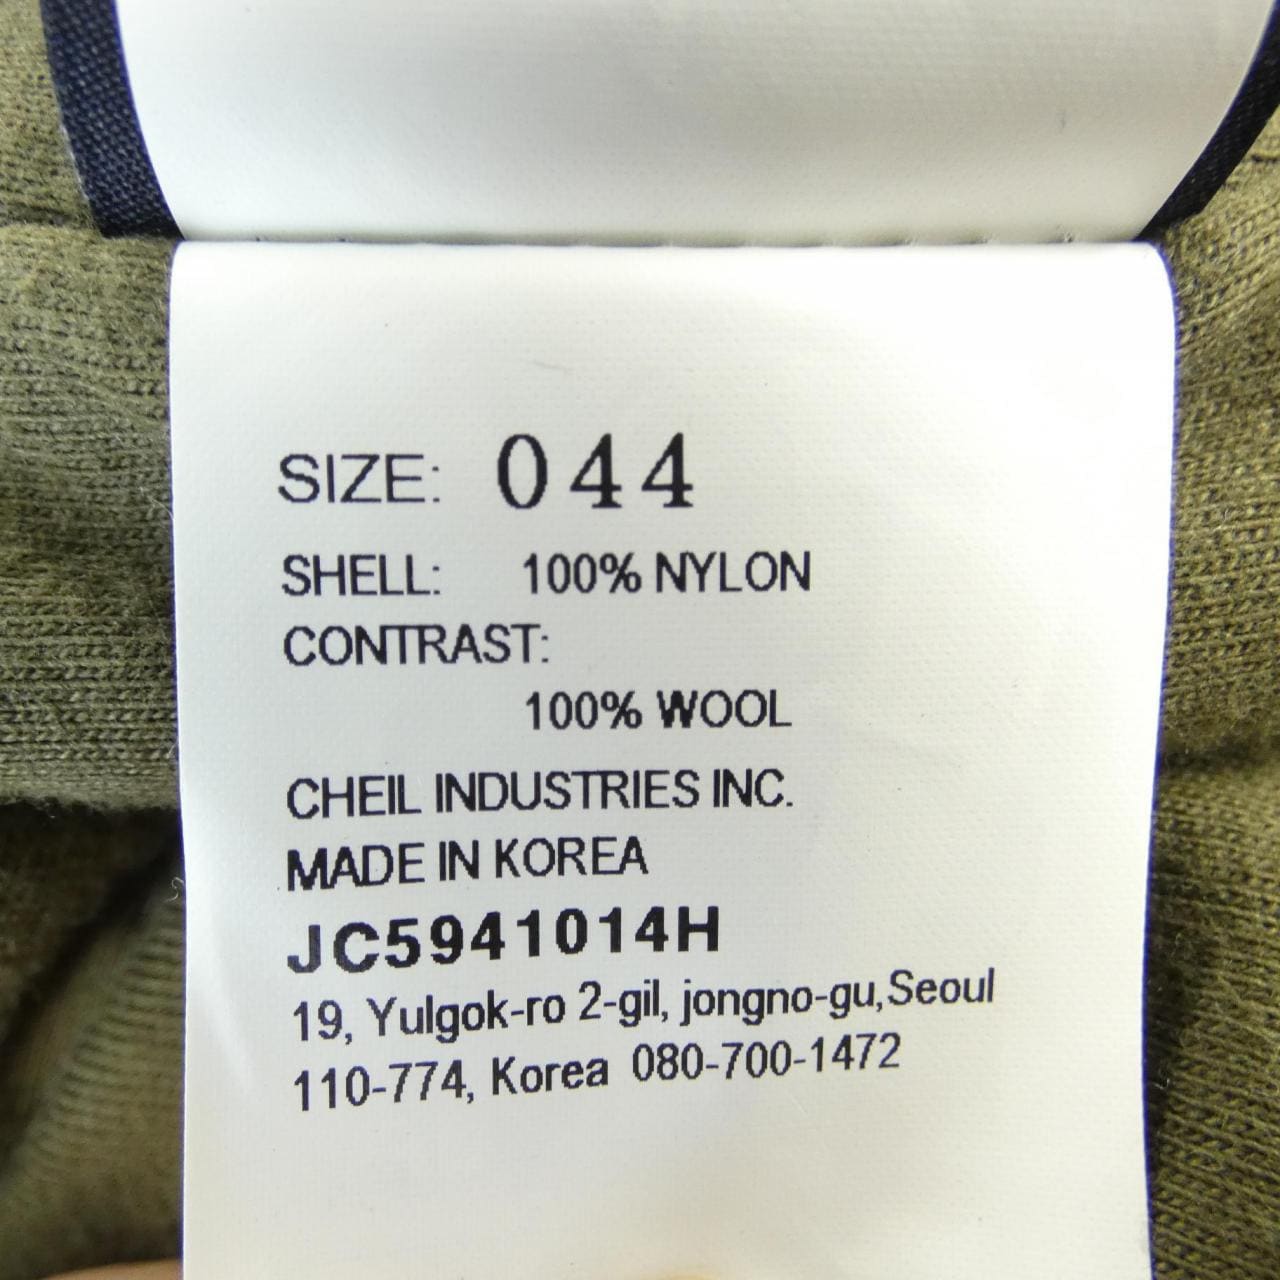 SIZE: 044
SHELL: 100% NYLON
CONTRAST:
100% WOOL
CHEIL INDUSTRIES INC.
MADE IN KOREA
JC5941014H
19, Yulgok-ro 2-gil, jongno-gu,Seoul
110-774, Korea 080-700-1472